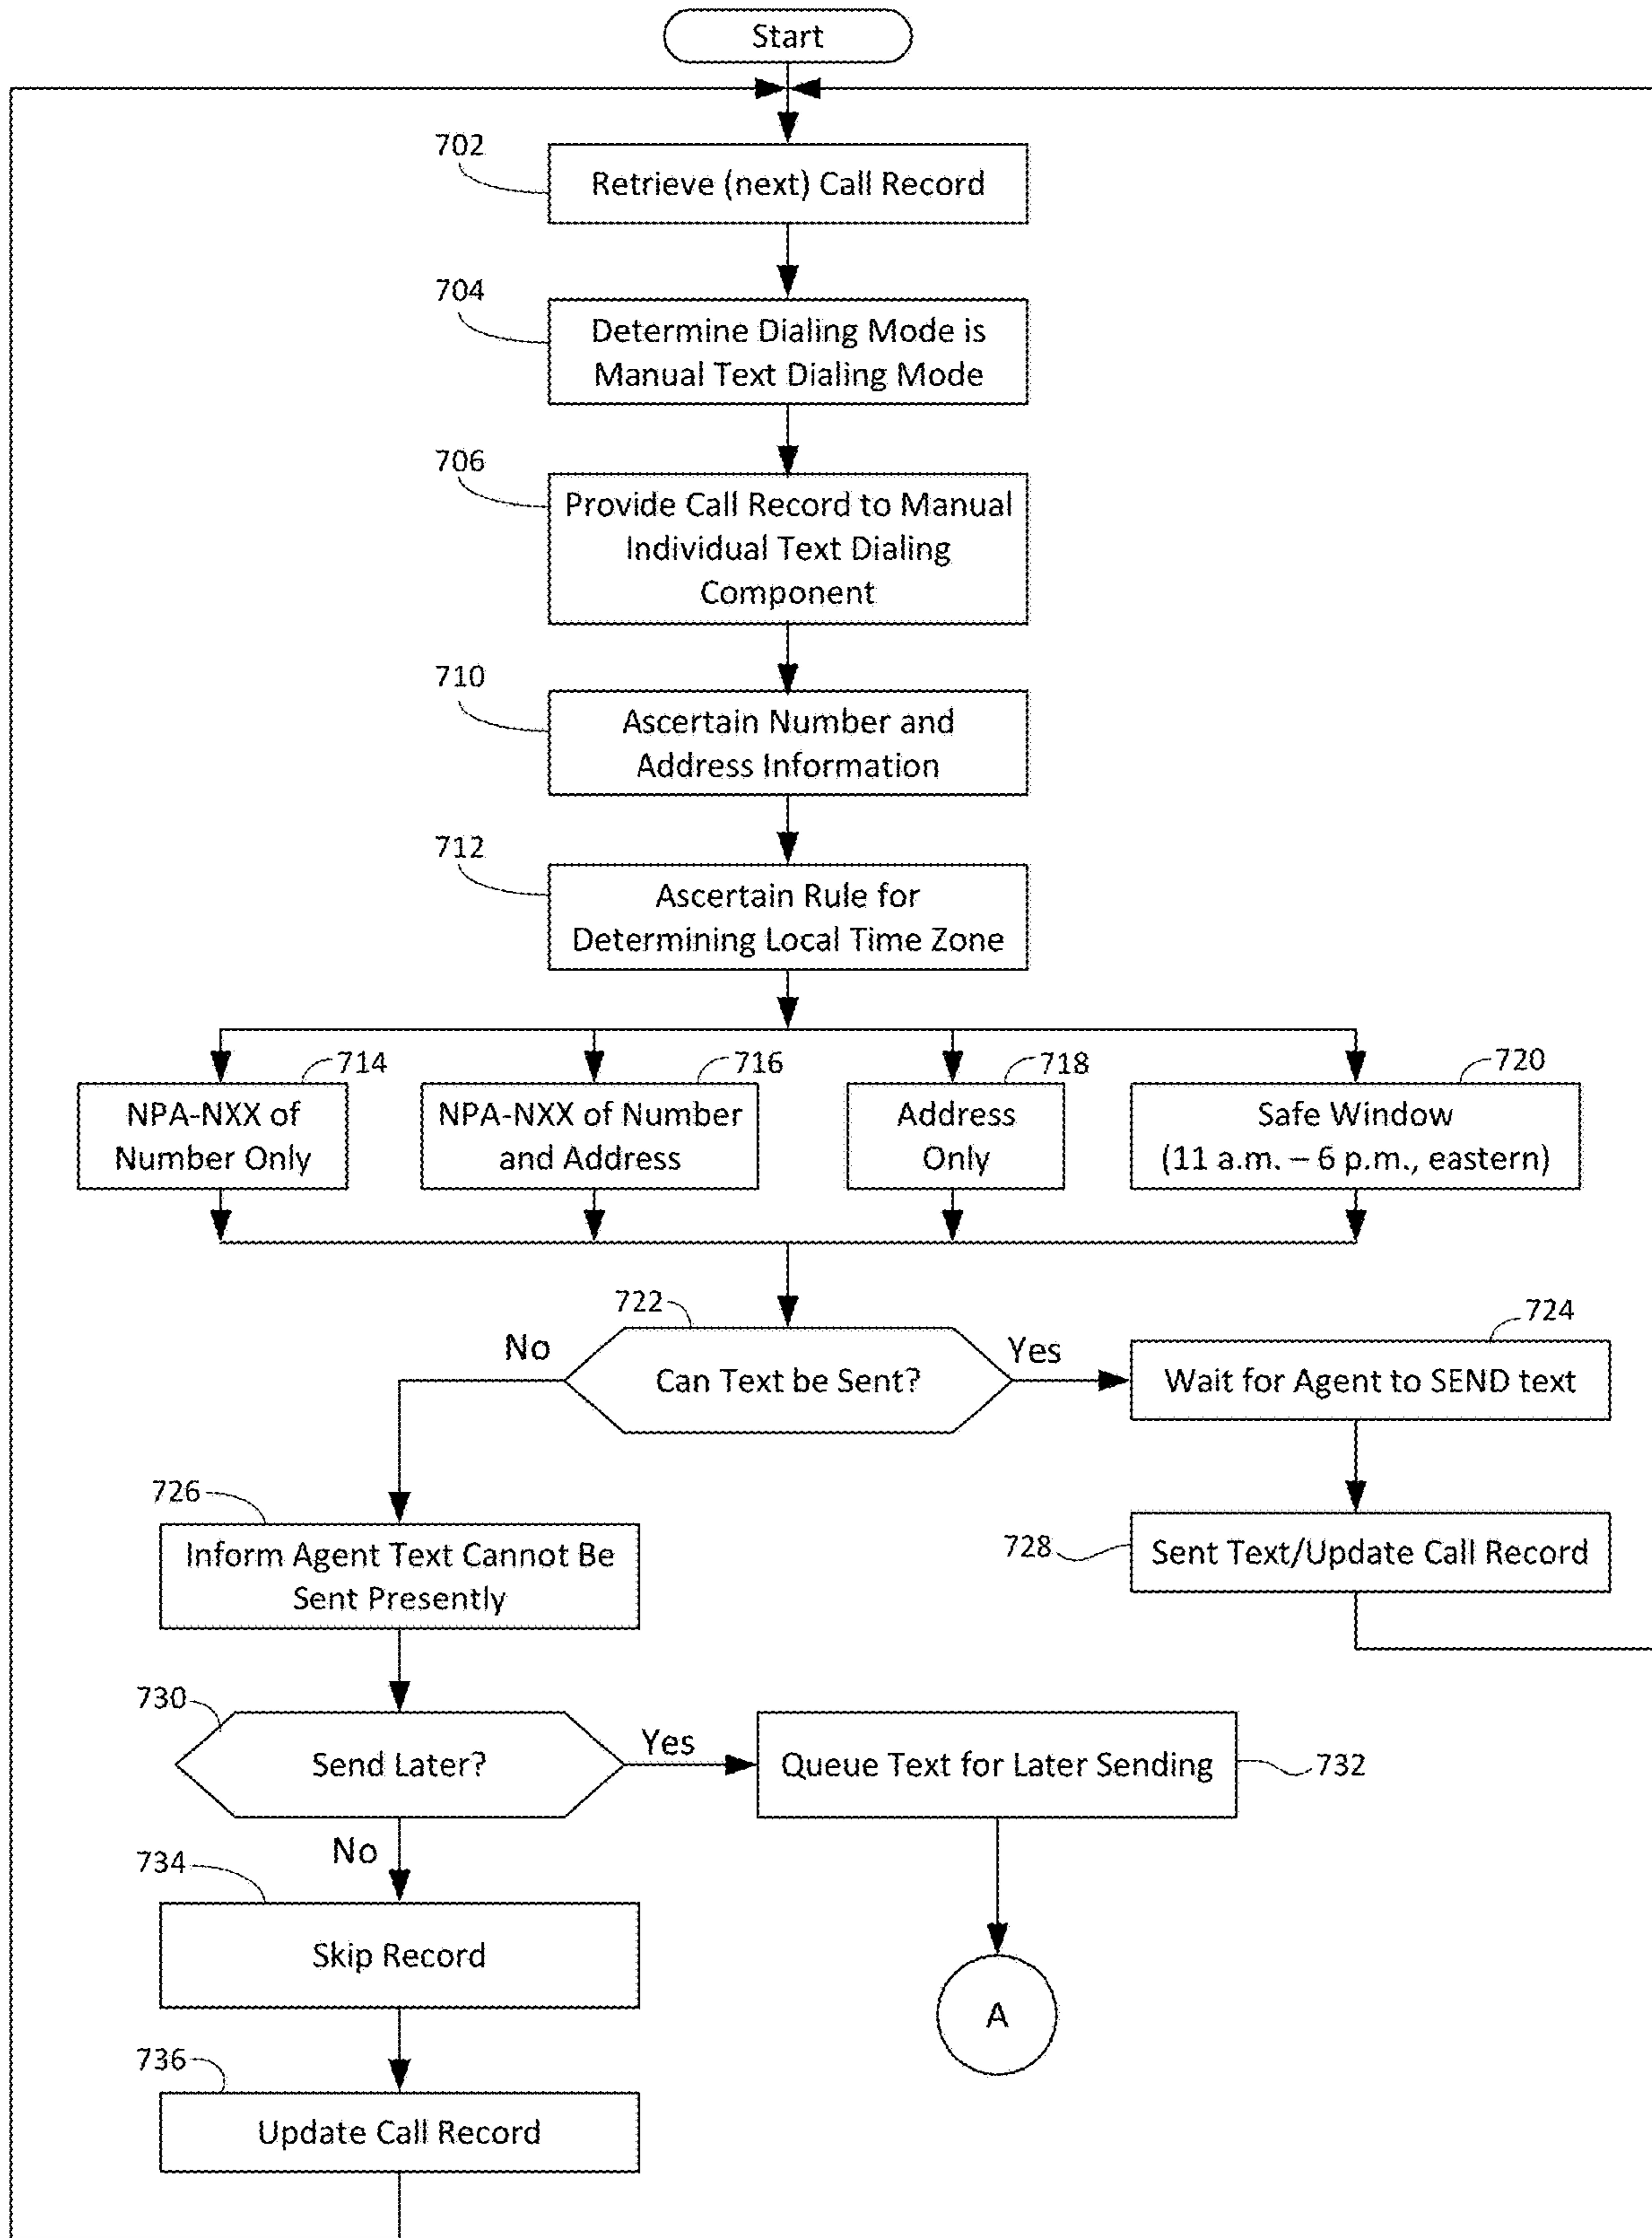 Start
702
Retrieve (next) Call Record
704
Determine Dialing Mode is
Manual Text Dialing Mode
706
Provide Call Record to Manual
Individual Text Dialing
Component
710
Ascertain Number and
Address Information
712
Ascertain Rule for
Determining Local Time Zone
714
NPA-NXX of
Number Only
716
NPA-NXX of Number
and Address
718
Address
Only
720
Safe Window
(11 a.m. – 6 p.m., eastern)
722
Can Text be Sent?
No
Yes
724
Wait for Agent to SEND text
726
Inform Agent Text Cannot Be
Sent Presently
728
Sent Text/Update Call Record
730
Send Later?
Yes
Queue Text for Later Sending
732
No
734
Skip Record
A
736
Update Call Record